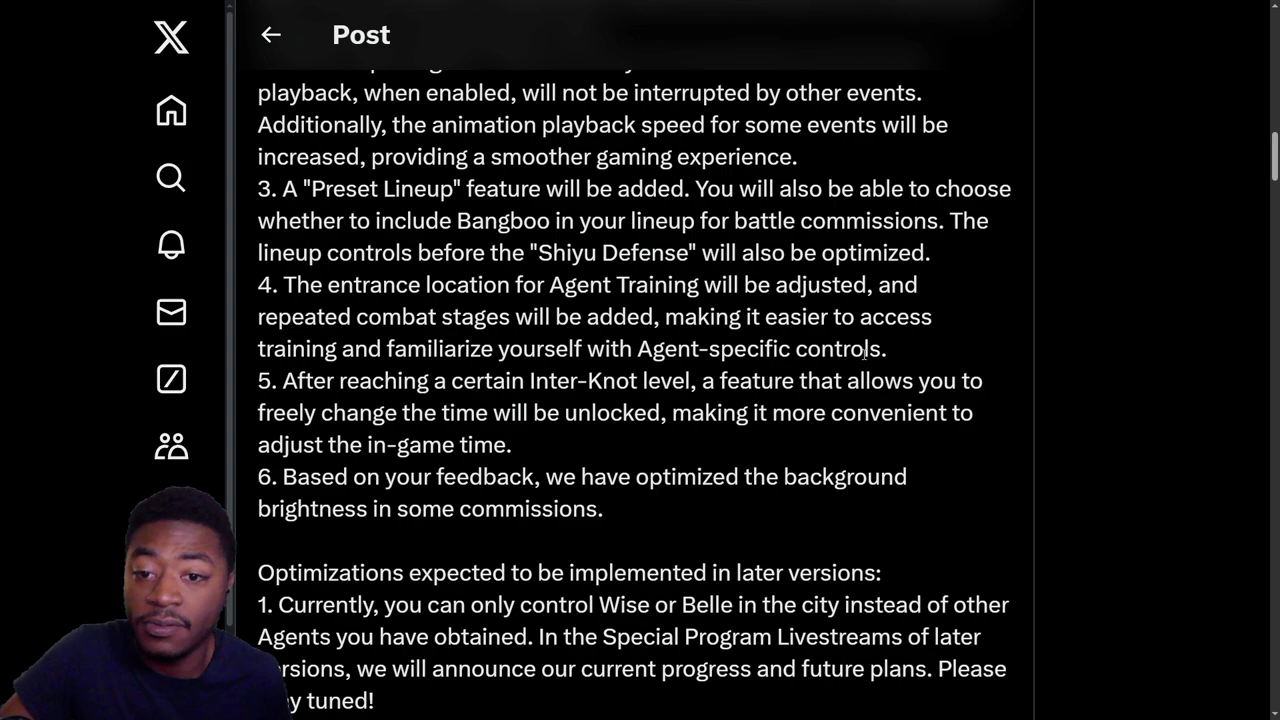 Post
playback, when enabled, will not be interrupted by other events.
Additionally, the animation playback speed for some events will be
increased, providing a smoother gaming experience.
3. A "Preset Lineup" feature will be added. You will also be able to choose
whether to include Bangboo in your lineup for battle commissions. The
lineup controls before the "Shiyu Defense" will also be optimized.
4. The entrance location for Agent Training will be adjusted, and
repeated combat stages will be added, making it easier to access
training and familiarize yourself with Agent-specific controls.
5. After reaching a certain Inter-Knot level, a feature that allows you to
freely change the time will be unlocked, making it more convenient to
adjust the in-game time.
6. Based on your feedback, we have optimized the background
brightness in some commissions.
Optimizations expected to be implemented in later versions:
1. Currently, you can only control Wise or Belle in the city instead of other
Agents you have obtained. In the Special Program Livestreams of later
rsions, we will announce our current progress and future plans. Please
y tuned!